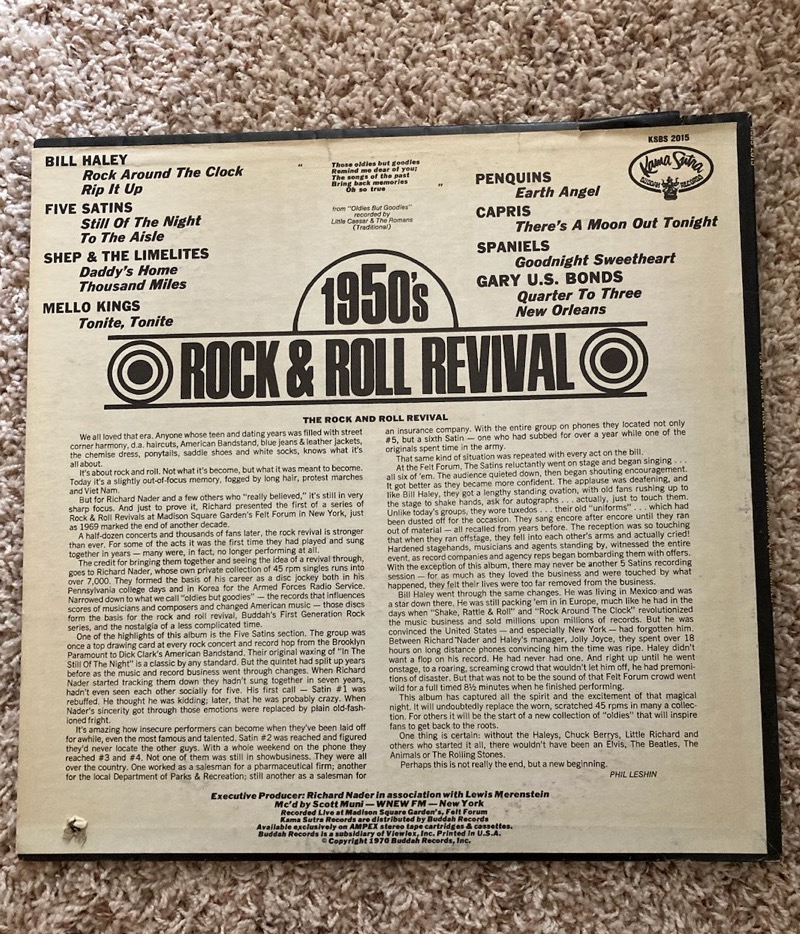 KSBS 2015
Kama Sutra
BUDDAH RECORDS
BILL HALEY
Rock Around The Clock
Rip It Up
FIVE SATINS
Still Of The Night
To The Aisle
SHEP & THE LIMELITES
Daddy's Home
Thousand Miles
MELLO KINGS
Tonite, Tonite
"Those oldies but goodies
Remind me dear of you;
The songs of the past
Bring back memories
Oh so true"
from "Oldies But Goodies"
recorded by
Little Caesar & The Romans
(Traditional)
PENQUINS
Earth Angel
CAPRIS
There's A Moon Out Tonight
SPANIELS
Goodnight Sweetheart
GARY U.S. BONDS
Quarter To Three
New Orleans
1950's
ROCK & ROLL REVIVAL
THE ROCK AND ROLL REVIVAL
We all loved that era. Anyone whose teen and dating years was filled with street
corner harmony, d.a. haircuts, American Bandstand, blue jeans & leather jackets,
the chemise dress, ponytails, saddle shoes and white socks, knows what it's
all about.
It's about rock and roll. Not what it's become, but what it was meant to become.
Today it's a slightly out-of-focus memory, fogged by long hair, protest marches
and Viet Nam.
But for Richard Nader and a few others who "really believed," it's still in very
sharp focus. And just to prove it, Richard presented the first of a series of
Rock & Roll Revivals at Madison Square Garden's Felt Forum in New York, just
as 1969 marked the end of another decade.
A half-dozen concerts and thousands of fans later, the rock revival is stronger
than ever. For some of the acts it was the first time they had played and sung
together in years — many were, in fact, no longer performing at all.
The credit for bringing them together and seeing the idea of a revival through,
goes to Richard Nader, whose own private collection of 45 rpm singles runs into
over 7,000. They formed the basis of his career as a disc jockey both in his
Pennsylvania college days and in Korea for the Armed Forces Radio Service.
Narrowed down to what we call "oldies but goodies" — the records that influences
scores of musicians and composers and changed American music — those discs
form the basis for the rock and roll revival, Buddah's First Generation Rock
series, and the nostalgia of a less complicated time.
One of the highlights of this album is the Five Satins section. The group was
once a top drawing card at every rock concert and record hop from the Brooklyn
Paramount to Dick Clark's American Bandstand. Their original waxing of "In The
Still Of The Night" is a classic by any standard. But the quintet had split up years
before as the music and record business went through changes. When Richard
Nader started tracking them down they hadn't sung together in seven years,
hadn't even seen each other socially for five. His first call — Satin #1 was
rebuffed. He thought he was kidding; later, that he was probably crazy. When
Nader's sincerity got through those emotions were replaced by plain old-fash-
ioned fright.
It's amazing how insecure performers can become when they've been laid off
for awhile, even the most famous and talented. Satin #2 was reached and figured
they'd never locate the other guys. With a whole weekend on the phone they
reached #3 and #4. Not one of them was still in showbusiness. They were all
over the country. One worked as a salesman for a pharmaceutical firm; another
for the local Department of Parks & Recreation; still another as a salesman for
an insurance company. With the entire group on phones they located not only
#5, but a sixth Satin — one who had subbed for over a year while one of the
originals spent time in the army.
That same kind of situation was repeated with every act on the bill.
At the Felt Forum, The Satins reluctantly went on stage and began singing . . .
all six of 'em. The audience quieted down, then began shouting encouragement.
It got better as they became more confident. The applause was deafening, and
like Bill Haley, they got a lengthy standing ovation, with old fans rushing up to
the stage to shake hands, ask for autographs . . . actually, just to touch them.
Unlike today's groups, they wore tuxedos . . . their old "uniforms" . . . which had
been dusted off for the occasion. They sang encore after encore until they ran
out of material — all recalled from years before. The reception was so touching
that when they ran offstage, they fell into each other's arms and actually cried!
Hardened stagehands, musicians and agents standing by, witnessed the entire
event, as record companies and agency reps began bombarding them with offers.
With the exception of this album, there may never be another 5 Satins recording
session — for as much as they loved the business and were touched by what
happened, they felt their lives were too far removed from the business.
Bill Haley went through the same changes. He was living in Mexico and was
a star down there. He was still packing 'em in in Europe, much like he had in the
days when "Shake, Rattle & Roll" and "Rock Around The Clock" revolutionized
the music business and sold millions upon millions of records. But he was
convinced the United States — and especially New York — had forgotten him.
Between Richard Nader and Haley's manager, Jolly Joyce, they spent over 18
hours on long distance phones convincing him the time was ripe. Haley didn't
want a flop on his record. He had never had one. And right up until he went
onstage, to a roaring, screaming crowd that wouldn't let him off, he had premoni-
tions of disaster. But that was not to be the sound of that Felt Forum crowd went
wild for a full timed 8½ minutes when he finished performing.
This album has captured all the spirit and the excitement of that magical
night. It will undoubtedly replace the worn, scratched 45 rpms in many a collec-
tion. For others it will be the start of a new collection of "oldies" that will inspire
fans to get back to the roots.
One thing is certain: without the Haleys, Chuck Berrys, Little Richard and
others who started it all, there wouldn't have been an Elvis, The Beatles, The
Animals or The Rolling Stones.
Perhaps this is not really the end, but a new beginning.
PHIL LESHIN
Executive Producer: Richard Nader in association with Lewis Merenstein
Mc'd by Scott Muni — WNEW FM — New York
Recorded Live at Madison Square Garden's, Felt Forum
Kama Sutra Records are distributed by Buddah Records
Available exclusively on AMPEX stereo tape cartridges & cassettes.
Buddah Records is a subsidiary of Viewlex, Inc. Printed in U.S.A.
© Copyright 1970 Buddah Records, Inc.